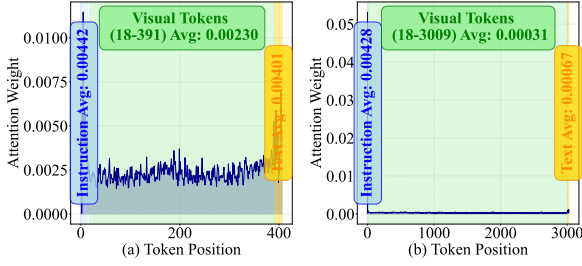 Visual Tokens
(18-391) Avg: 0.00230
Instruction Avg: 0.00442
Text Avg: 0.00401
Attention Weight
0.0100
0.0075
0.0050
0.0025
0.0000
0
200
400
(a) Token Position
Visual Tokens
(18-3009) Avg: 0.00031
Instruction Avg: 0.00428
Text Avg: 0.00067
Attention Weight
0.05
0.04
0.03
0.02
0.01
0.00
0
1000
2000
3000
(b) Token Position